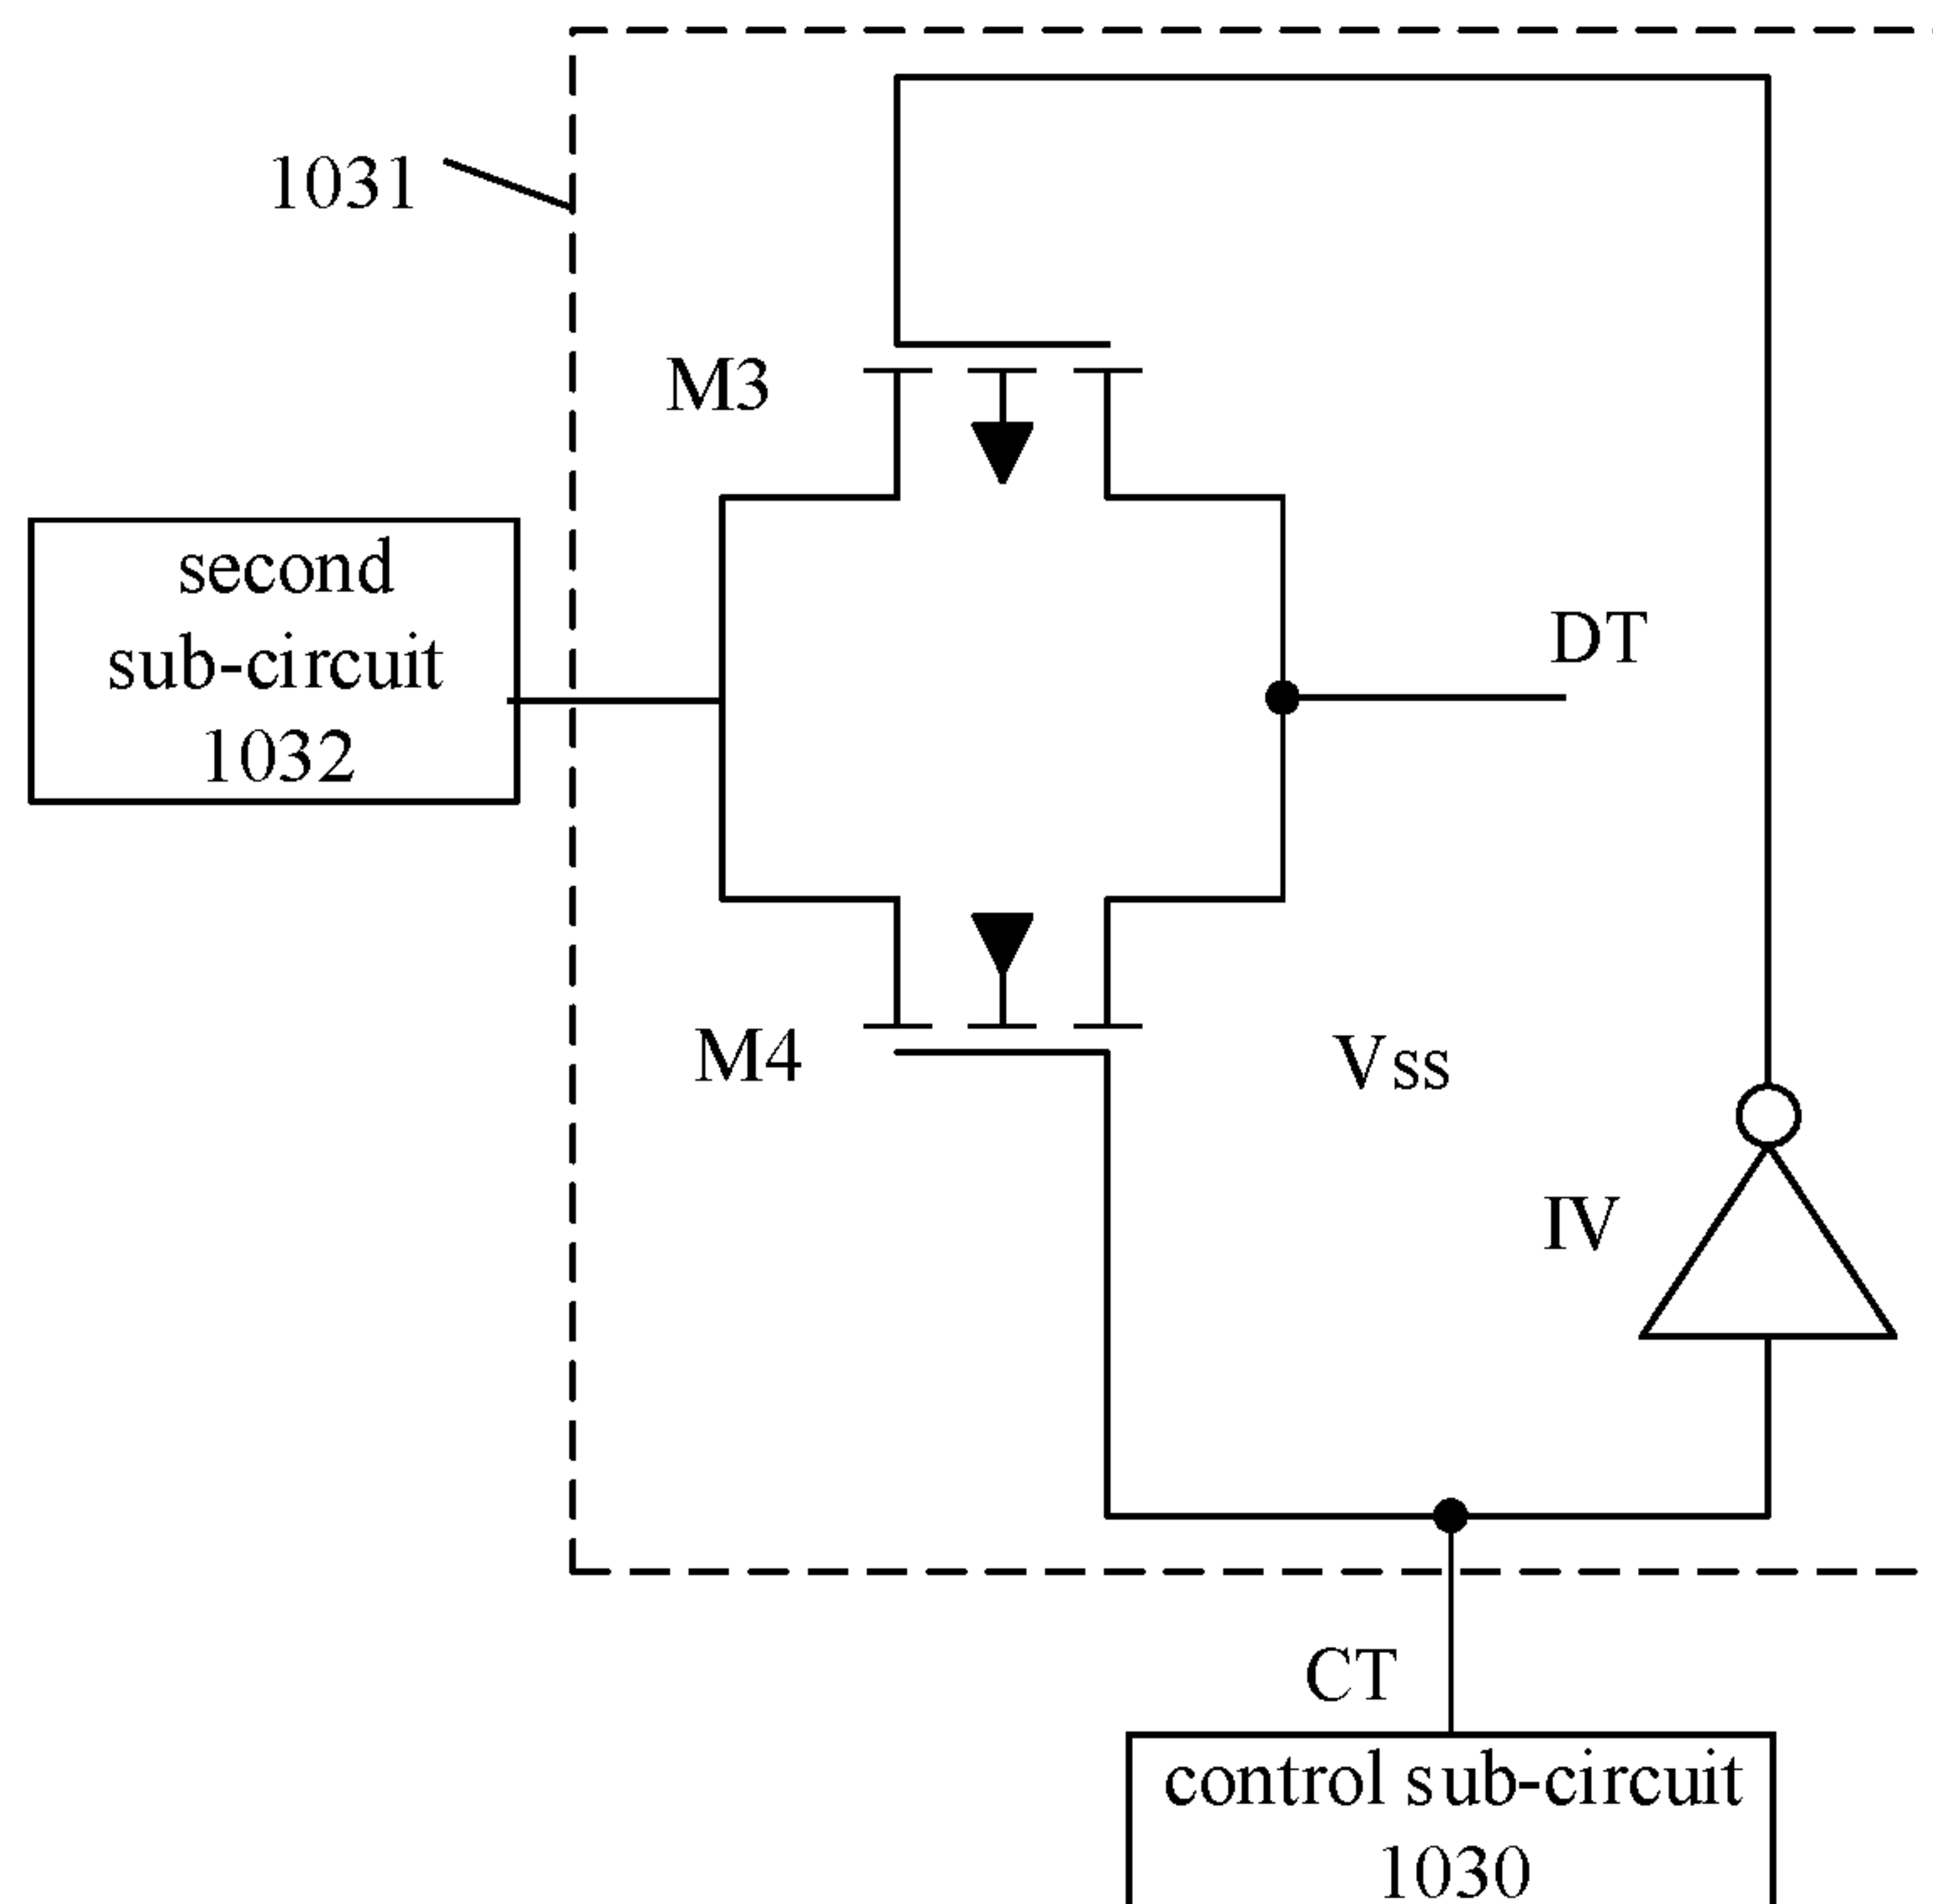 1031
M3
second
sub-circuit
1032
DT
M4
Vss
IV
CT
control sub-circuit
1030